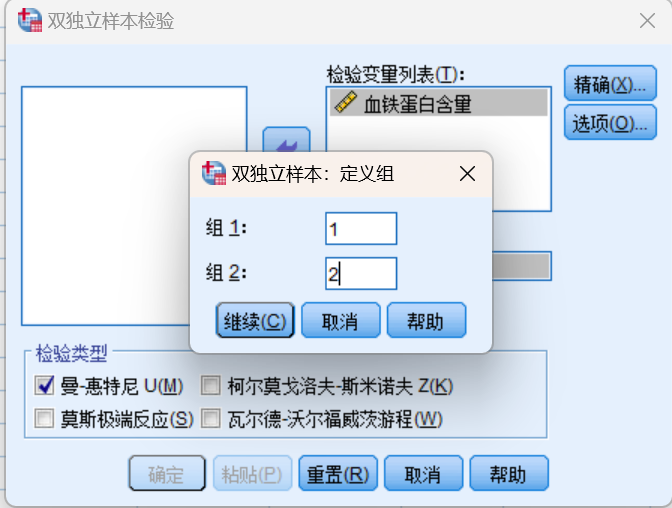 双独立样本检验
检验变量列表(T):
血铁蛋白含量
精确(X)...
选项(O)...
双独立样本：定义组
组 1:
1
组 2:
2
继续(C)
取消
帮助
检验类型
曼-惠特尼 U(M)
柯尔莫戈洛夫-斯米诺夫 Z(K)
莫斯极端反应(S)
瓦尔德-沃尔福威茨游程(W)
确定
粘贴(P)
重置(R)
取消
帮助